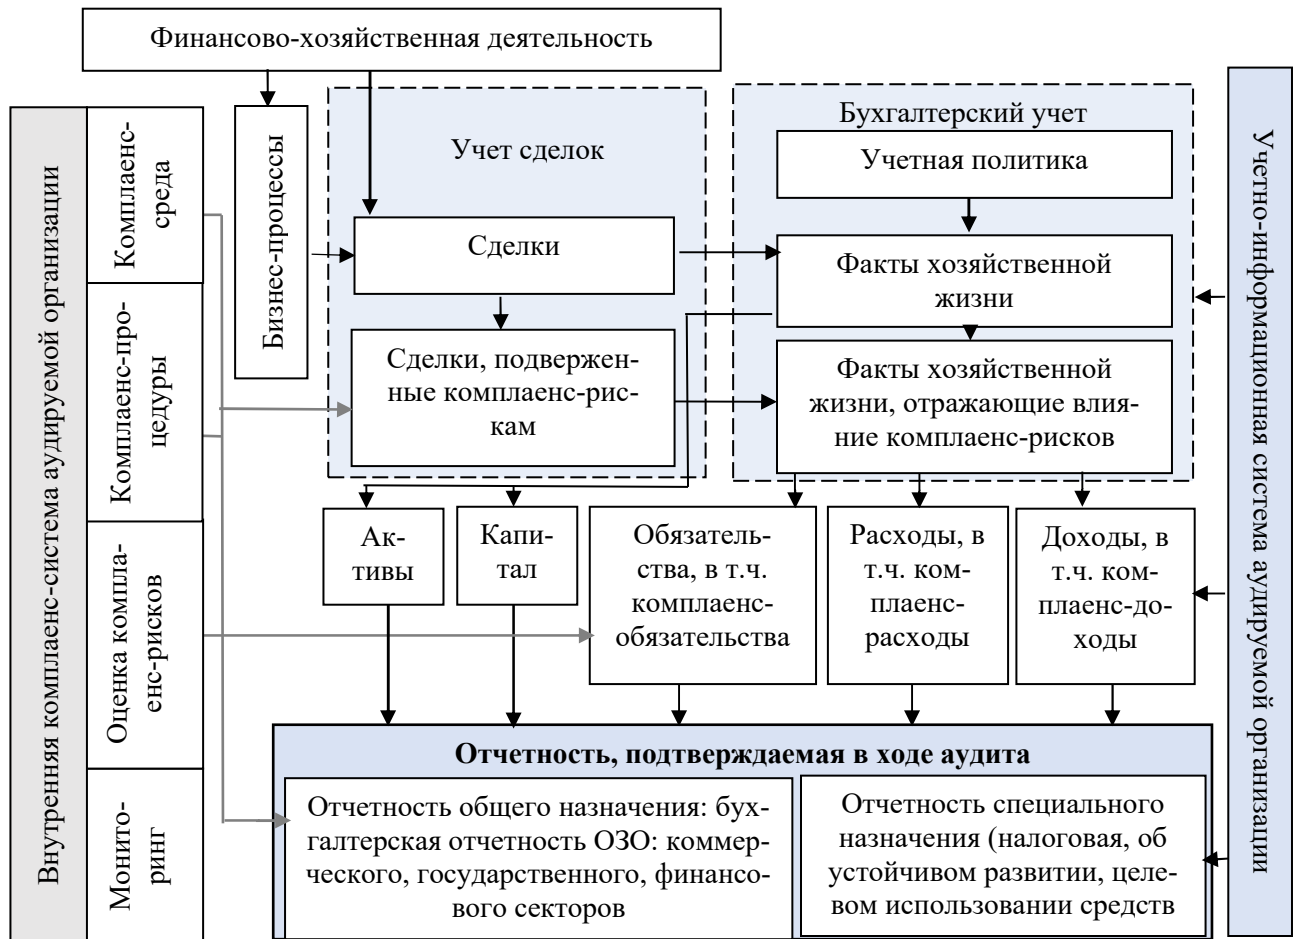 Финансово-хозяйственная деятельность
Внутренняя комплаенс-система аудируемой организации
Комплаенс-
среда
Комплаенс-про-
цедуры
Оценка компла-
енс-рисков
Монито-
ринг
Бизнес-процессы
Учет сделок
Сделки
Сделки, подвержен-
ные комплаенс-рис-
кам
Бухгалтерский учет
Учетная политика
Факты хозяйственной
жизни
Факты хозяйственной
жизни, отражающие влия-
ние комплаенс-рисков
Учетно-информационная система аудируемой организации
Ак-
тивы
Капи-
тал
Обязатель-
ства, в т.ч.
комплаенс-
обязательства
Расходы, в
т.ч. ком-
плаенс-
расходы
Доходы, в
т.ч. ком-
плаенс-до-
ходы
Отчетность, подтверждаемая в ходе аудита
Отчетность общего назначения: бух-
галтерская отчетность ОЗО: коммер-
ческого, государственного, финансо-
вого секторов
Отчетность специального
назначения (налоговая, об
устойчивом развитии, целе-
вом использовании средств